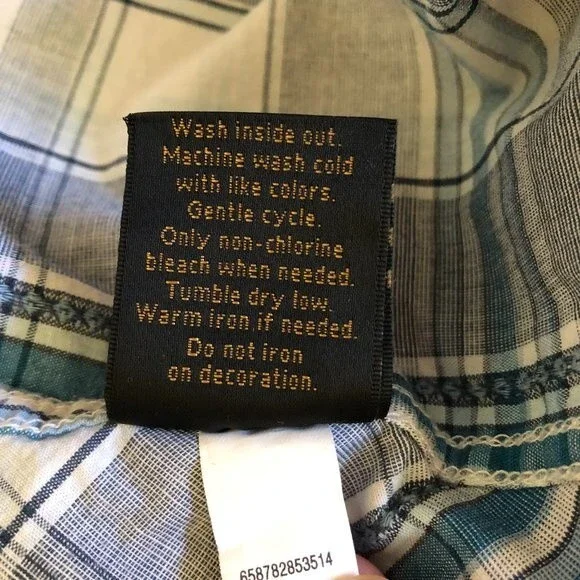 Wash inside out.
Machine wash cold
with like colors.
Gentle cycle.
Only non-chlorine
bleach when needed.
Tumble dry low.
Warm iron,if needed.
Do not iron
on decoration.
658782853514